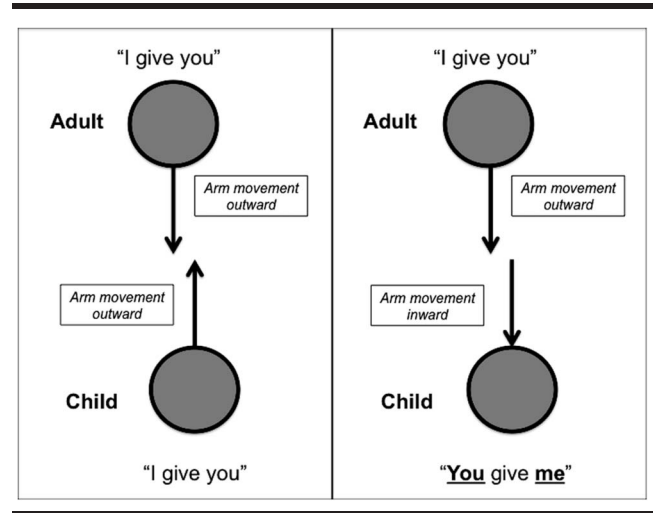 “I give you”
Adult
Arm movement
outward
Arm movement
outward
Child
“I give you”
“I give you”
Adult
Arm movement
outward
Arm movement
inward
Child
“You give me”